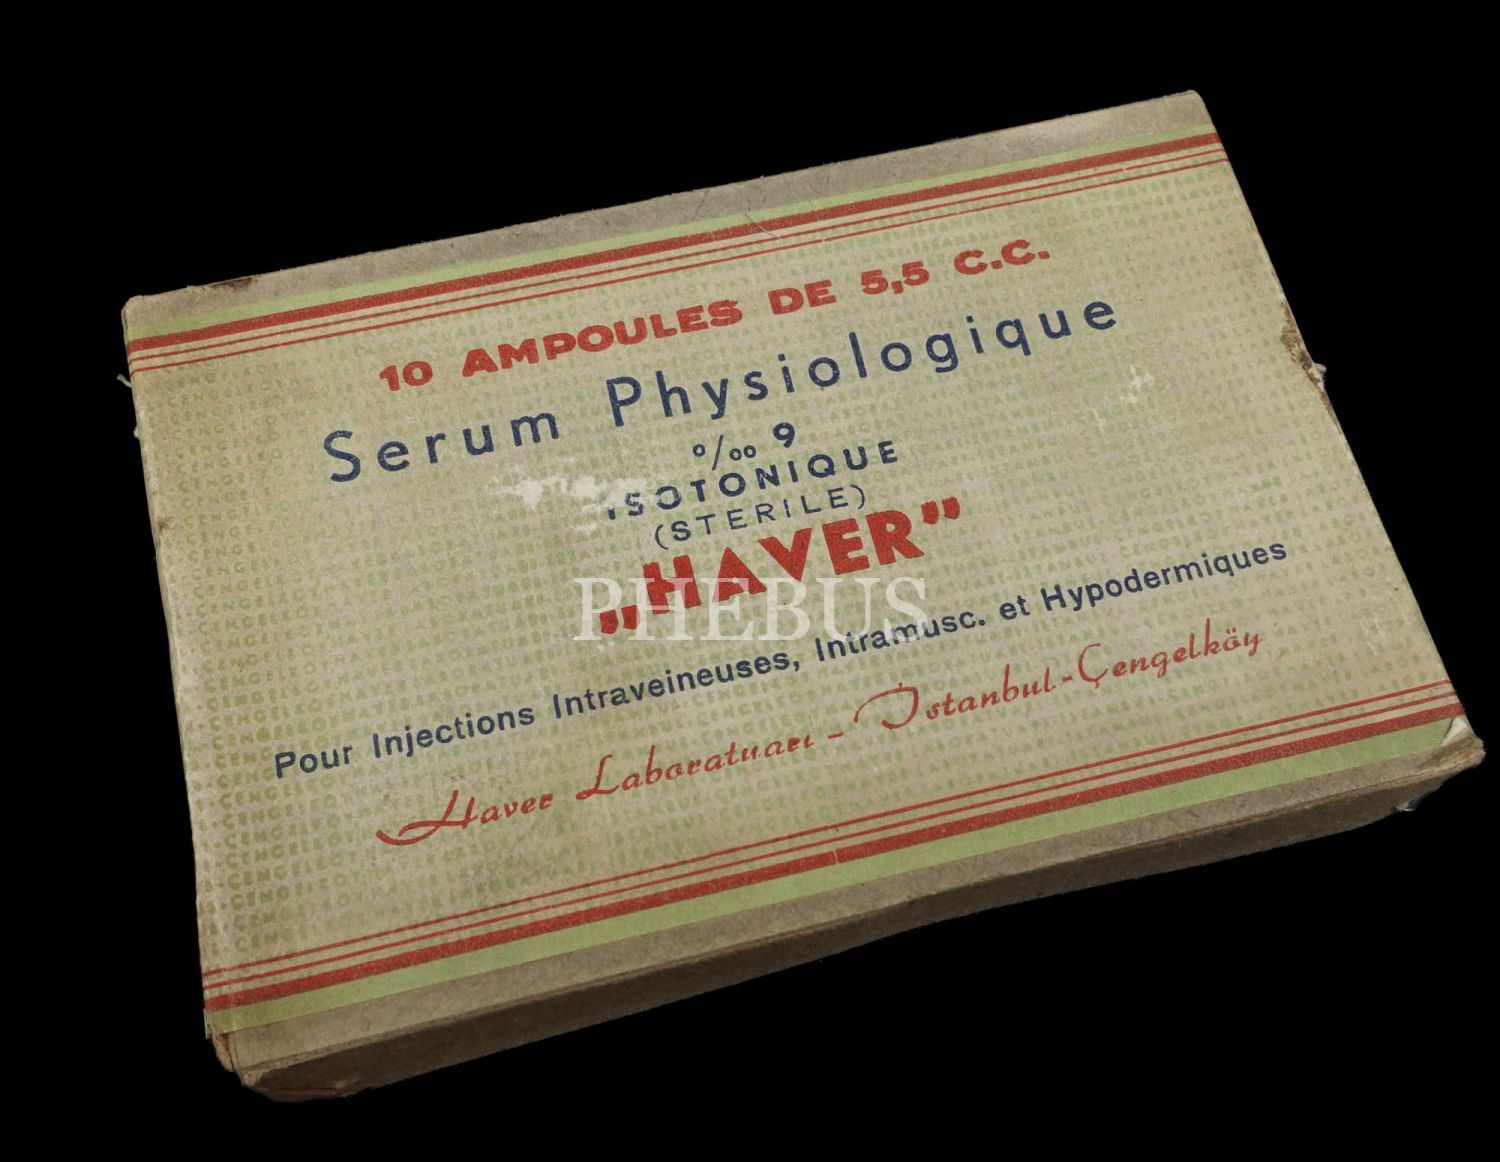 10 AMPOULES DE 5,5 C.C.
Serum Physiologique
°/₀₀ 9
ISOTONIQUE
(STERILE)
„HAVER”
PHEBUS
Pour Injections Intraveineuses, Intramusc. et Hypodermiques
Haver Laboratuarı - İstanbul-Çengelköy